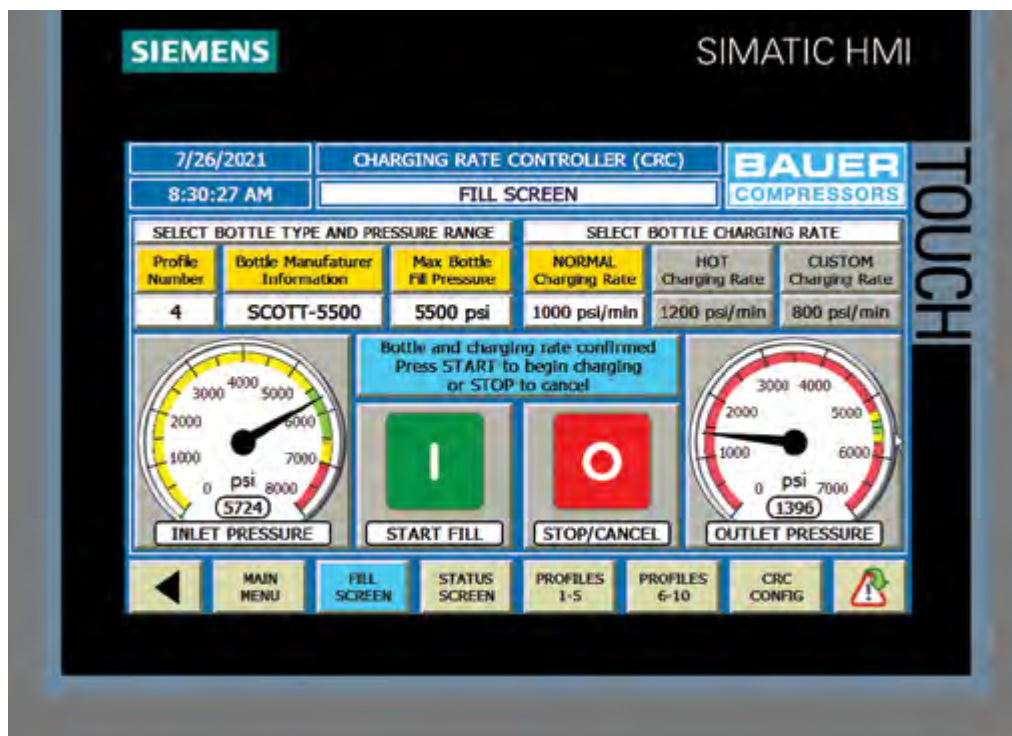 SIEMENS
SIMATIC HMI
TOUCH
7/26/2021
CHARGING RATE CONTROLLER (CRC)
BAUER
COMPRESSORS
8:30:27 AM
FILL SCREEN
SELECT BOTTLE TYPE AND PRESSURE RANGE
SELECT BOTTLE CHARGING RATE
Profile
Number
Bottle Manufaturer
Information
Max Bottle
Fill Pressure
NORMAL
Charging Rate
HOT
Charging Rate
CUSTOM
Charging Rate
4
SCOTT-5500
5500 psi
1000 psi/min
1200 psi/min
800 psi/min
Bottle and charging rate confirmed
Press START to begin charging
or STOP to cancel
0
1000
2000
3000
4000
5000
6000
7000
8000
psi
5724
INLET PRESSURE
I
START FILL
O
STOP/CANCEL
0
1000
2000
3000
4000
5000
6000
7000
psi
1396
OUTLET PRESSURE
MAIN
MENU
FILL
SCREEN
STATUS
SCREEN
PROFILES
1-5
PROFILES
6-10
CRC
CONFIG